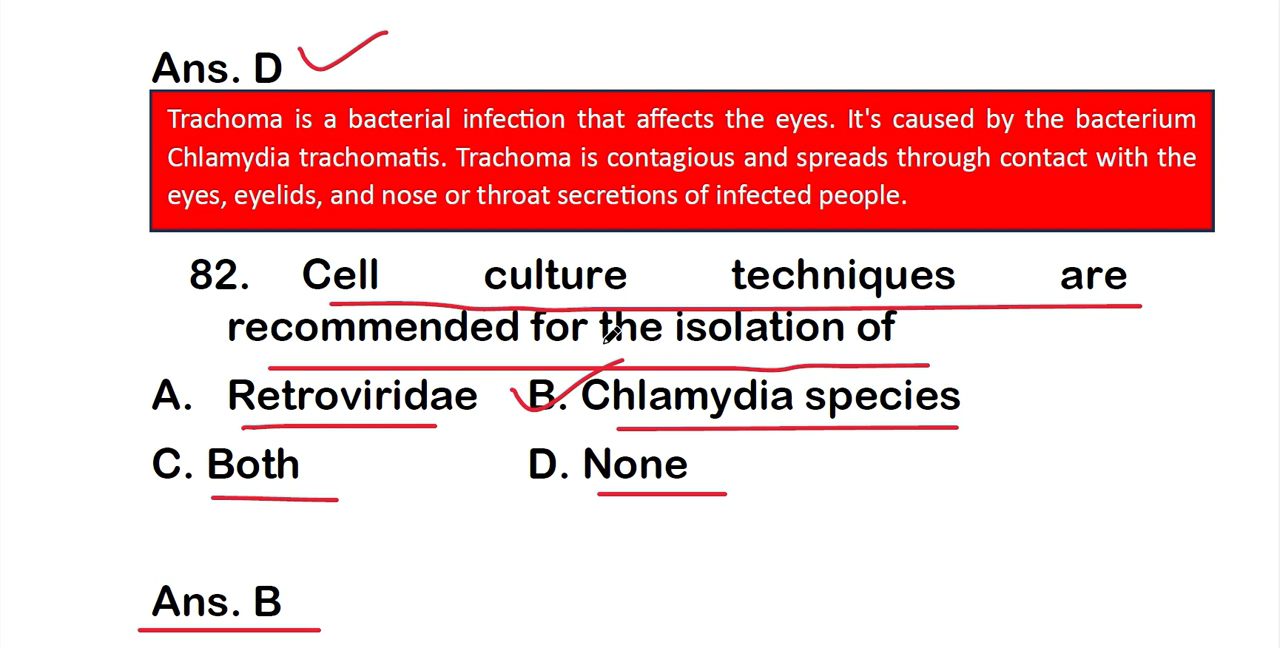 Ans. D
Trachoma is a bacterial infection that affects the eyes. It's caused by the bacterium
Chlamydia trachomatis. Trachoma is contagious and spreads through contact with the
eyes, eyelids, and nose or throat secretions of infected people.
82. Cell culture techniques are
recommended for the isolation of
A. Retroviridae B. Chlamydia species
C. Both D. None
Ans. B